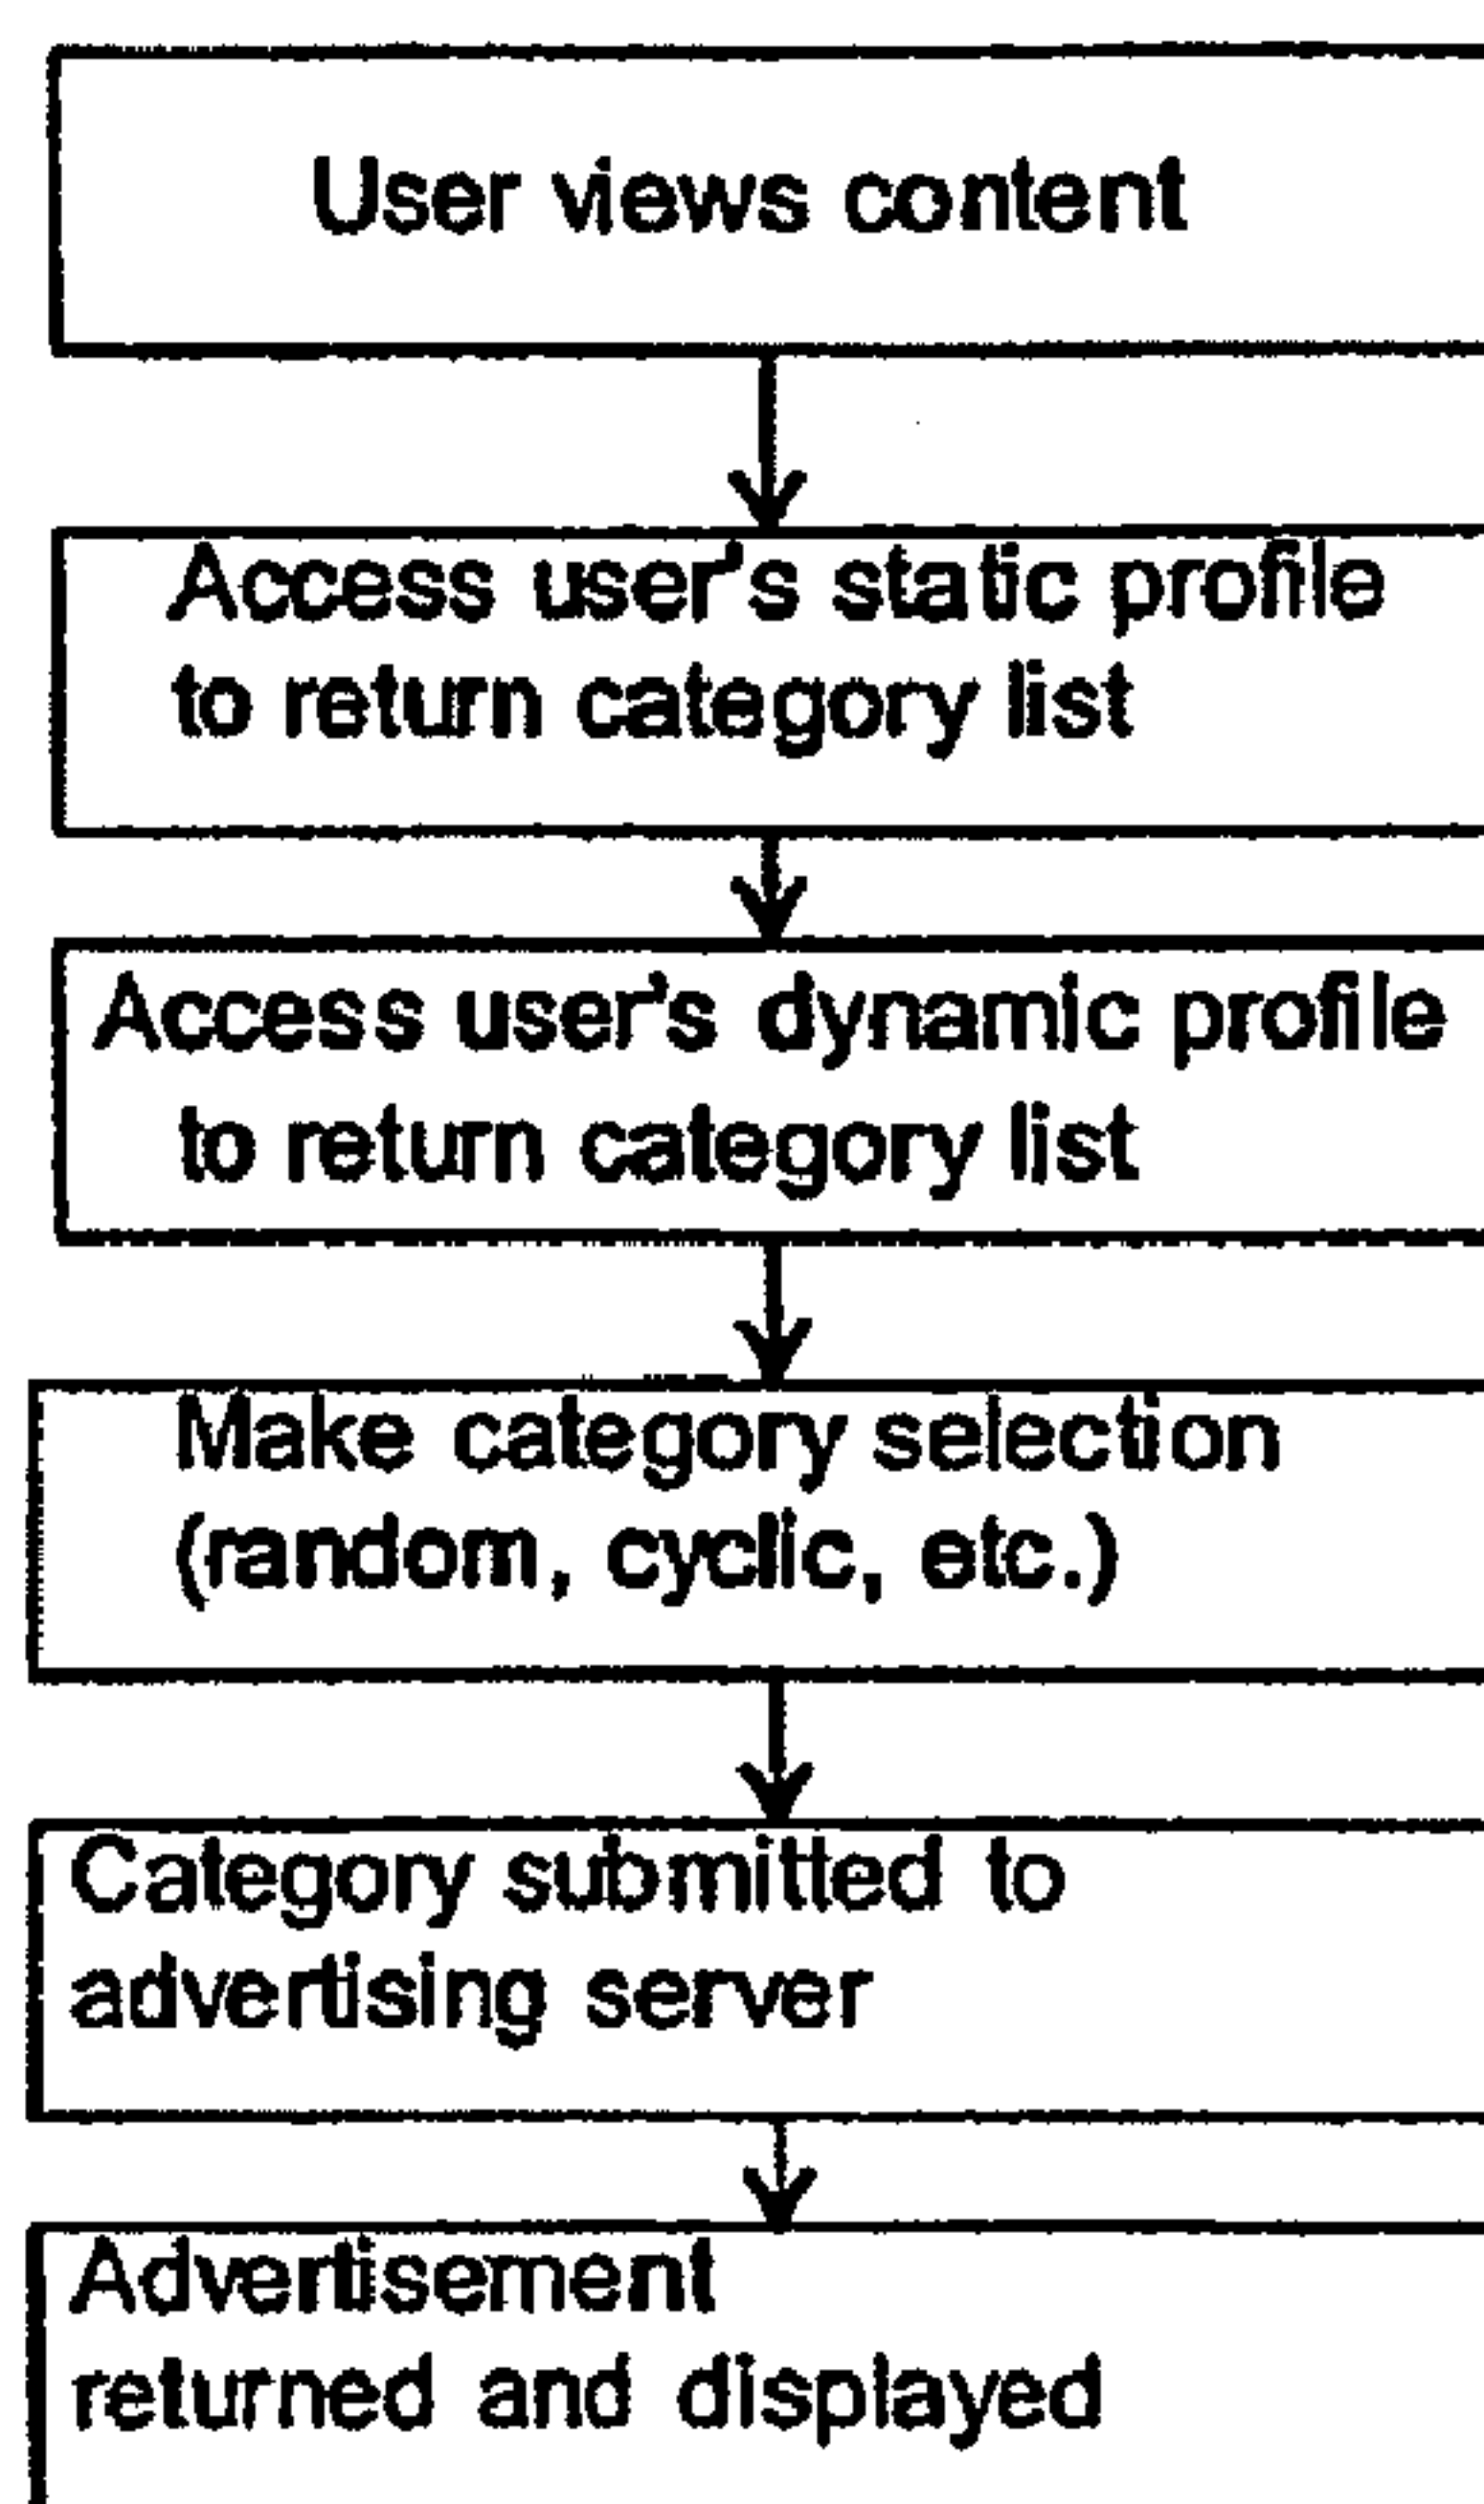 User views content
Access user's static profile
to return category list
Access user's dynamic profile
to return category list
Make category selection
(random, cyclic, etc.)
Category submitted to
advertising server
Advertisement
returned and displayed